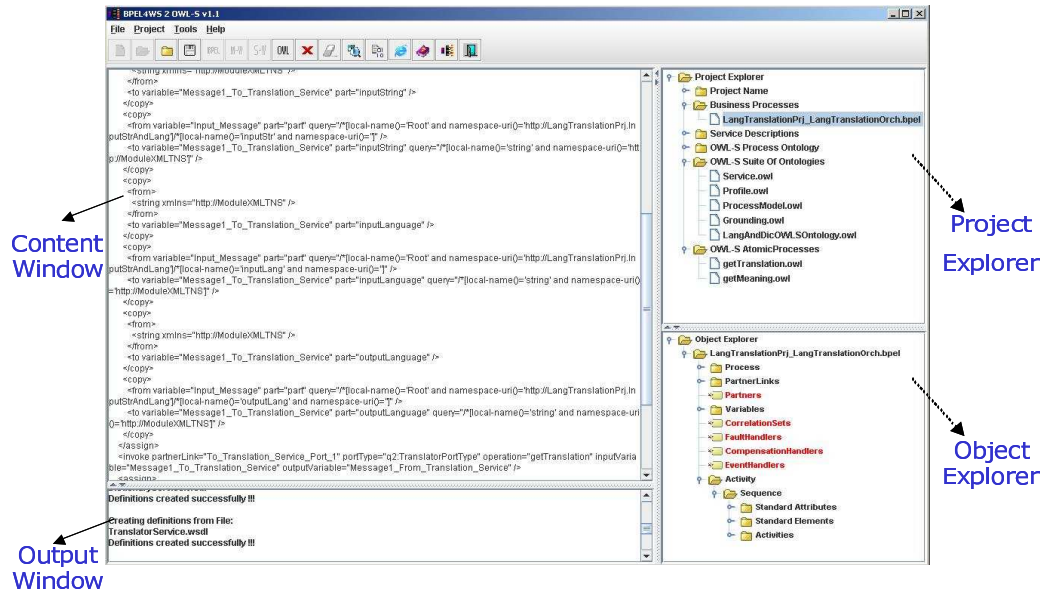 BPEL4WS 2 OWL-S v1.1
File Project Tools Help
BPEL OWL
<string xmlns="http://ModuleXMLTNS" />
</from>
<to variable="Message1_To_Translation_Service" part="inputString" />
</copy>
<copy>
<from variable="Input_Message" part="part" query="/*[local-name()='Root' and namespace-uri()='http://LangTranslationPrj.In
putStrAndLang']/*[local-name()='inputStr' and namespace-uri()='']" />
<to variable="Message1_To_Translation_Service" part="inputString" query="/*[local-name()='string' and namespace-uri()='htt
p://ModuleXMLTNS']" />
</copy>
<copy>
<from>
<string xmlns="http://ModuleXMLTNS" />
</from>
<to variable="Message1_To_Translation_Service" part="inputLanguage" />
</copy>
<copy>
<from variable="Input_Message" part="part" query="/*[local-name()='Root' and namespace-uri()='http://LangTranslationPrj.In
putStrAndLang']/*[local-name()='inputLang' and namespace-uri()='']" />
<to variable="Message1_To_Translation_Service" part="inputLanguage" query="/*[local-name()='string' and namespace-uri()
='http://ModuleXMLTNS']" />
</copy>
<copy>
<from>
<string xmlns="http://ModuleXMLTNS" />
</from>
<to variable="Message1_To_Translation_Service" part="outputLanguage" />
</copy>
<copy>
<from variable="Input_Message" part="part" query="/*[local-name()='Root' and namespace-uri()='http://LangTranslationPrj.In
putStrAndLang']/*[local-name()='outputLang' and namespace-uri()='']" />
<to variable="Message1_To_Translation_Service" part="outputLanguage" query="/*[local-name()='string' and namespace-uri
()='http://ModuleXMLTNS']" />
</copy>
</assign>
<invoke partnerLink="To_Translation_Service_Port_1" portType="q2:TranslatorPortType" operation="getTranslation" inputVaria
ble="Message1_To_Translation_Service" outputVariable="Message1_From_Translation_Service" />
<assign>
Definitions created successfully !!!
Creating definitions from File:
TranslatorService.wsdl
Definitions created successfully !!!
Project Explorer
Project Name
Business Processes
LangTranslationPrj_LangTranslationOrch.bpel
Service Descriptions
OWL-S Process Ontology
OWL-S Suite Of Ontologies
Service.owl
Profile.owl
ProcessModel.owl
Grounding.owl
LangAndDicOWLSOntology.owl
OWL-S AtomicProcesses
getTranslation.owl
getMeaning.owl
Object Explorer
LangTranslationPrj_LangTranslationOrch.bpel
Process
PartnerLinks
Partners
Variables
CorrelationSets
FaultHandlers
CompensationHandlers
EventHandlers
Activity
Sequence
Standard Attributes
Standard Elements
Activities
Content
Window
Output
Window
Project
Explorer
Object
Explorer